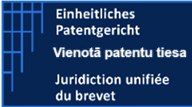 Einheitliches
Patentgericht
Vienotā patentu tiesa
Juridiction unifiée
du brevet